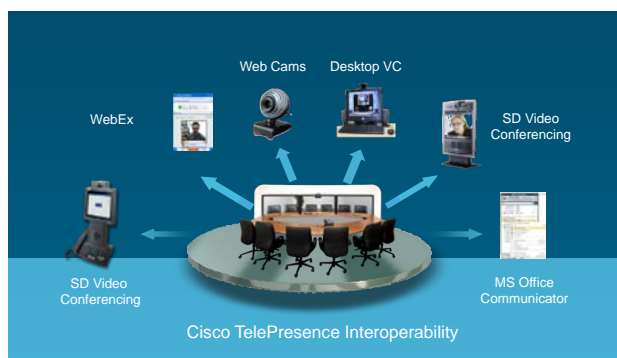 Web Cams
Desktop VC
WebEx
SD Video
Conferencing
SD Video
Conferencing
MS Office
Communicator
Cisco TelePresence Interoperability